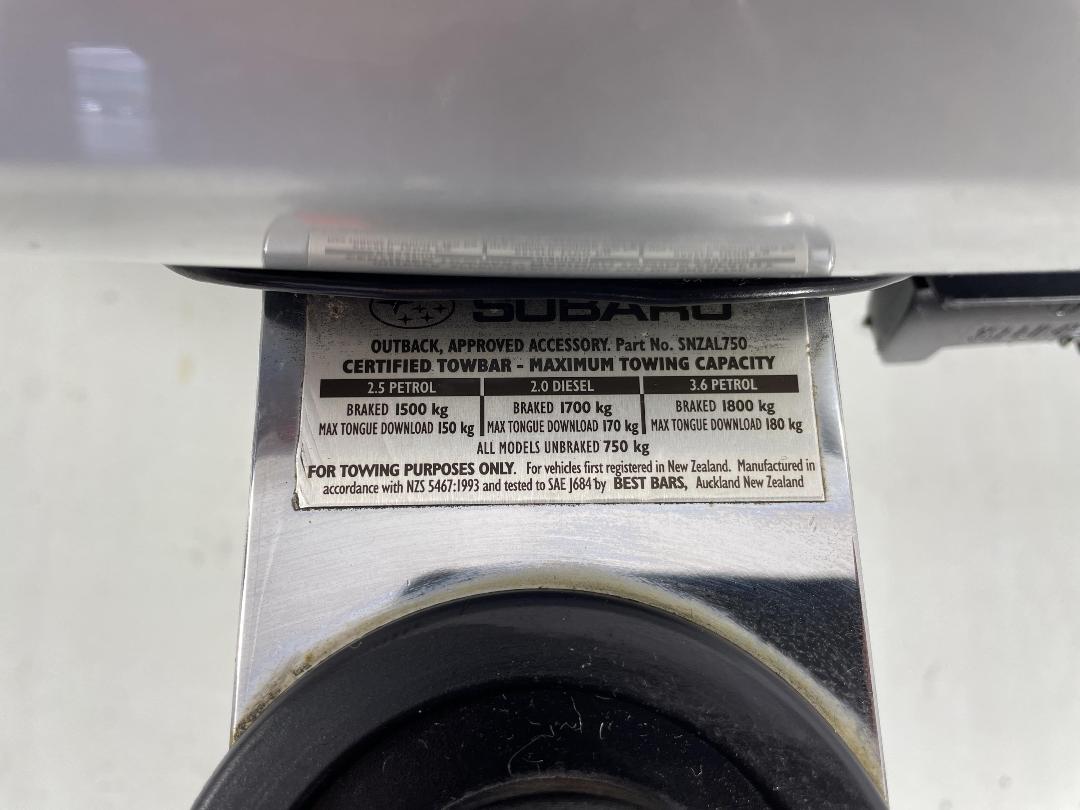 SUBARU
OUTBACK, APPROVED ACCESSORY. Part No. SNZAL750
CERTIFIED TOWBAR - MAXIMUM TOWING CAPACITY
2.5 PETROL 2.0 DIESEL 3.6 PETROL
BRAKED 1500 kg BRAKED 1700 kg BRAKED 1800 kg
MAX TONGUE DOWNLOAD 150 kg MAX TONGUE DOWNLOAD 170 kg MAX TONGUE DOWNLOAD 180 kg
ALL MODELS UNBRAKED 750 kg
FOR TOWING PURPOSES ONLY. For vehicles first registered in New Zealand. Manufactured in
accordance with NZS 5467:1993 and tested to SAE J684 by BEST BARS, Auckland New Zealand